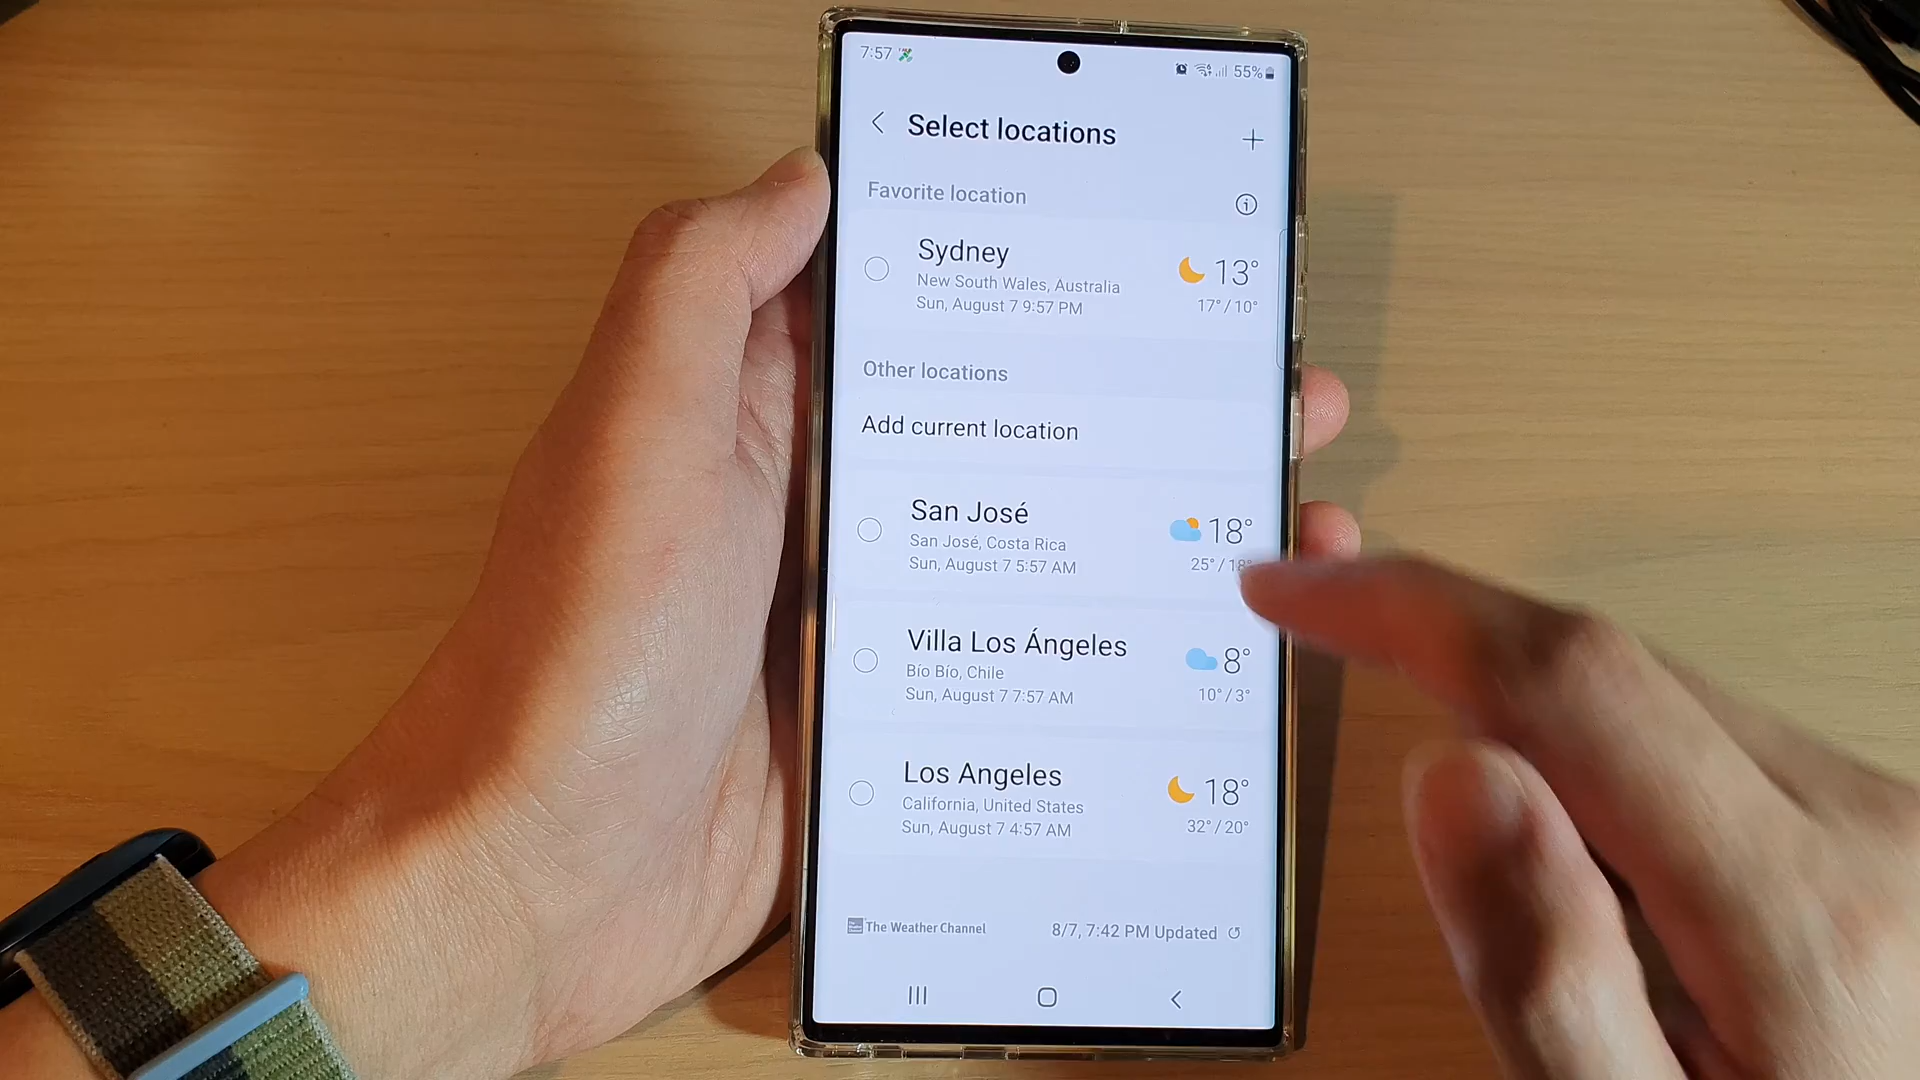 7:57
55%
Select locations
Favorite location
Sydney
13°
New South Wales, Australia
17°/10°
Sun, August 7 9:57 PM
Other locations
Add current location
San José
18°
San José, Costa Rica
25°/18°
Sun, August 7 5:57 AM
Villa Los Ángeles
8°
Bío Bío, Chile
10°/3°
Sun, August 7 7:57 AM
Los Angeles
18°
California, United States
32°/20°
Sun, August 7 4:57 AM
The Weather Channel
8/7, 7:42 PM Updated